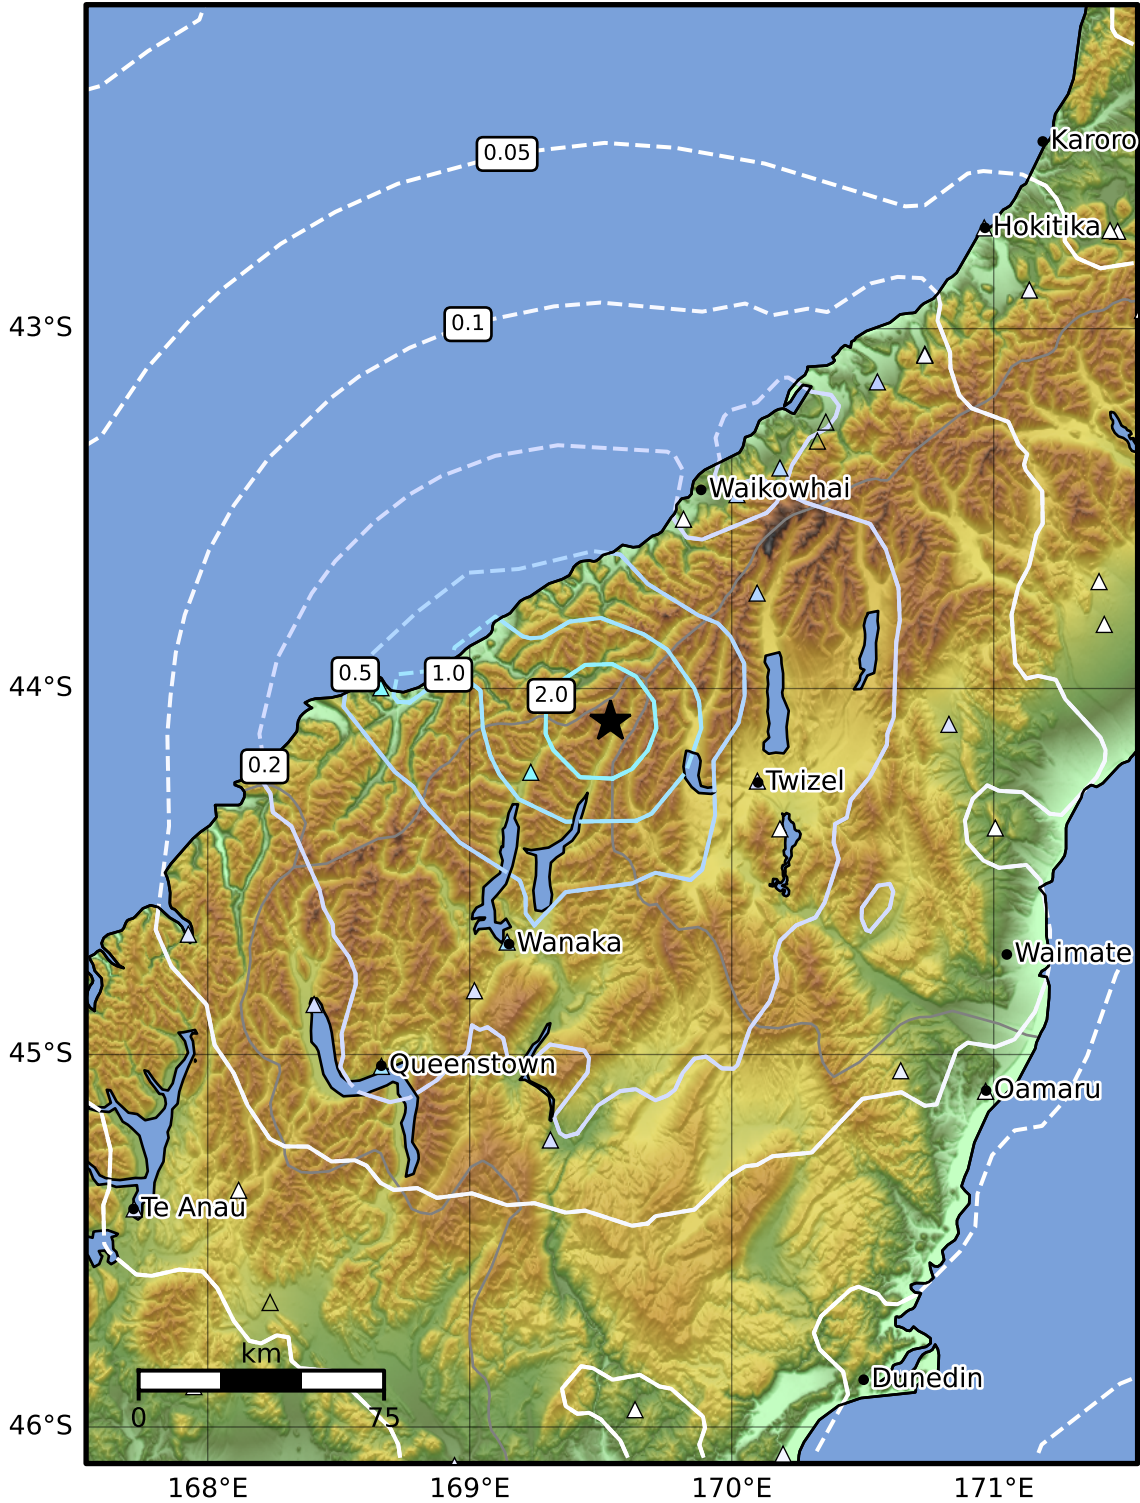 Karoro
0.05
Hokitika
0.1
43°S
Waikowhai
0.5
1.0
2.0
44°S
0.2
Twizel
Wanaka
Waimate
45°S
Queenstown
Oamaru
Te Anau
km
0
75
Dunedin
46°S
168°E
169°E
170°E
171°E